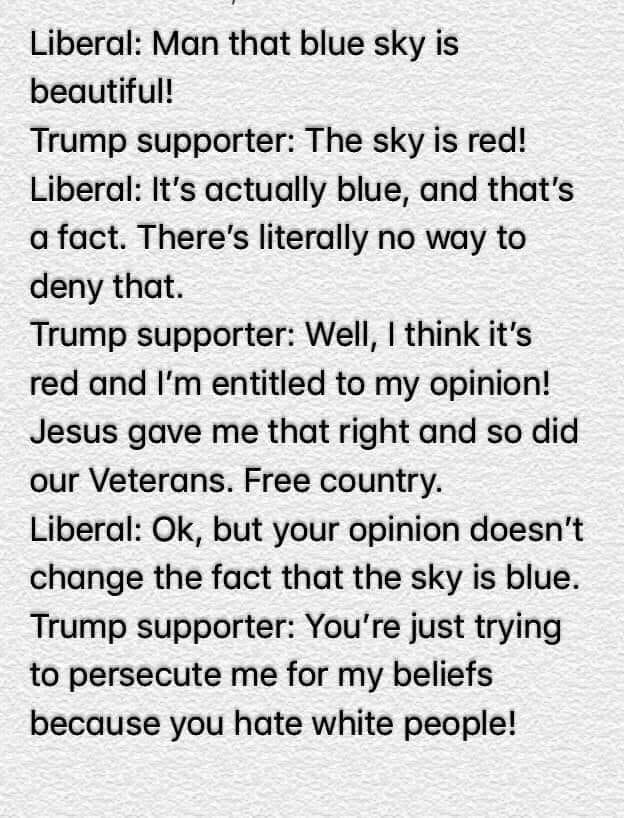 Liberal: Man that blue sky is
beautiful!
Trump supporter: The sky is red!
Liberal: It’s actually blue, and that’s
a fact. There’s literally no way to
deny that.
Trump supporter: Well, I think it’s
red and I’m entitled to my opinion!
Jesus gave me that right and so did
our Veterans. Free country.
Liberal: Ok, but your opinion doesn’t
change the fact that the sky is blue.
Trump supporter: You’re just trying
to persecute me for my beliefs
because you hate white people!